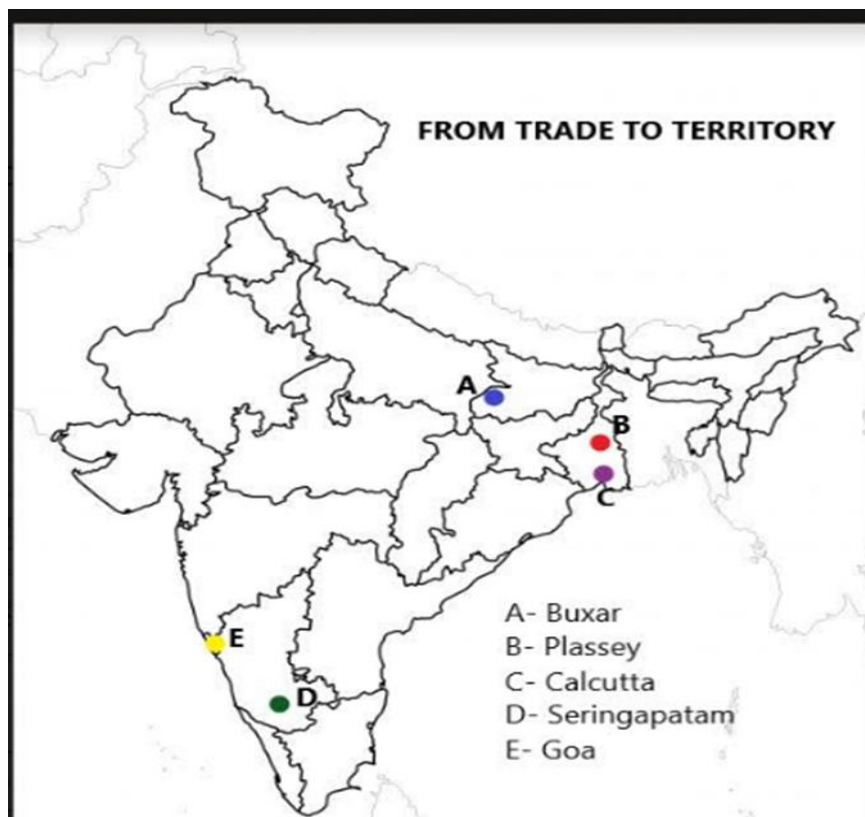 FROM TRADE TO TERRITORY
A
B
C
E
D
A- Buxar
B- Plassey
C- Calcutta
D- Seringapatam
E- Goa